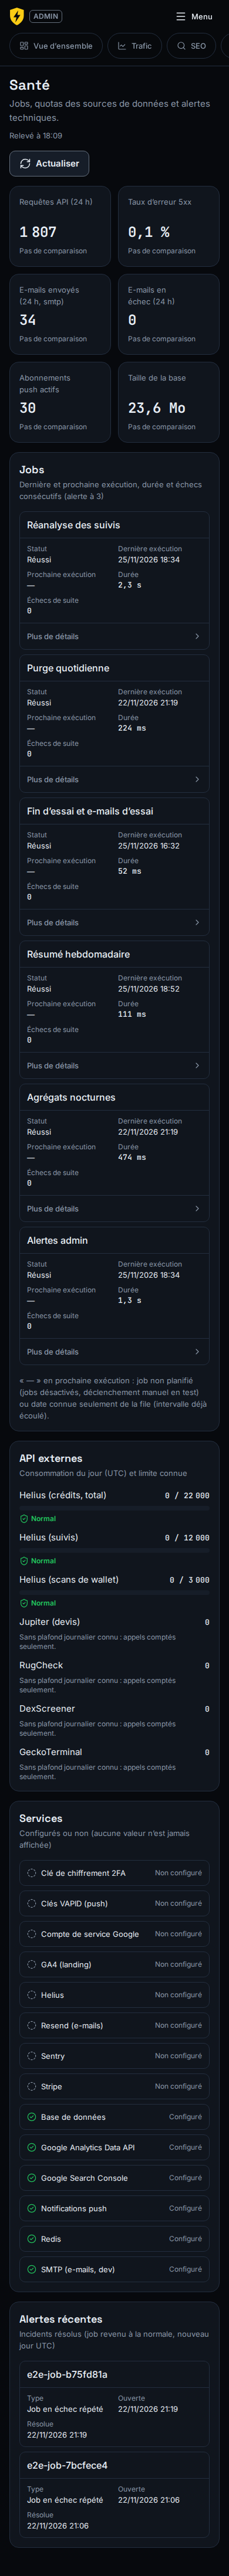 ADMIN
Menu
Vue d'ensemble
Trafic
SEO
Santé
Jobs, quotas des sources de données et alertes
techniques.
Relevé à 18:09
Actualiser
Requêtes API (24 h)
1 807
Pas de comparaison
Taux d'erreur 5xx
0,1 %
Pas de comparaison
E-mails envoyés
(24 h, smtp)
34
Pas de comparaison
E-mails en
échec (24 h)
0
Pas de comparaison
Abonnements
push actifs
30
Pas de comparaison
Taille de la base
23,6 Mo
Pas de comparaison
Jobs
Dernière et prochaine exécution, durée et échecs
consécutifs (alerte à 3)
Réanalyse des suivis
Statut
Réussi
Dernière exécution
25/11/2026 18:34
Prochaine exécution
—
Durée
2,3 s
Échecs de suite
0
Plus de détails
Purge quotidienne
Statut
Réussi
Dernière exécution
22/11/2026 21:19
Prochaine exécution
—
Durée
224 ms
Échecs de suite
0
Plus de détails
Fin d'essai et e-mails d'essai
Statut
Réussi
Dernière exécution
25/11/2026 16:32
Prochaine exécution
—
Durée
52 ms
Échecs de suite
0
Plus de détails
Résumé hebdomadaire
Statut
Réussi
Dernière exécution
25/11/2026 18:52
Prochaine exécution
—
Durée
111 ms
Échecs de suite
0
Plus de détails
Agrégats nocturnes
Statut
Réussi
Dernière exécution
22/11/2026 21:19
Prochaine exécution
—
Durée
474 ms
Échecs de suite
0
Plus de détails
Alertes admin
Statut
Réussi
Dernière exécution
25/11/2026 18:34
Prochaine exécution
—
Durée
1,3 s
Échecs de suite
0
Plus de détails
« — » en prochaine exécution : job non planifié
(jobs désactivés, déclenchement manuel en test)
ou date connue seulement de la file (intervalle déjà
écoulé).
API externes
Consommation du jour (UTC) et limite connue
Helius (crédits, total)
0 / 22 000
Normal
Helius (suivis)
0 / 12 000
Normal
Helius (scans de wallet)
0 / 3 000
Normal
Jupiter (devis)
0
Sans plafond journalier connu : appels comptés
seulement.
RugCheck
0
Sans plafond journalier connu : appels comptés
seulement.
DexScreener
0
Sans plafond journalier connu : appels comptés
seulement.
GeckoTerminal
0
Sans plafond journalier connu : appels comptés
seulement.
Services
Configurés ou non (aucune valeur n'est jamais
affichée)
Clé de chiffrement 2FA
Non configuré
Clés VAPID (push)
Non configuré
Compte de service Google
Non configuré
GA4 (landing)
Non configuré
Helius
Non configuré
Resend (e-mails)
Non configuré
Sentry
Non configuré
Stripe
Non configuré
Base de données
Configuré
Google Analytics Data API
Configuré
Google Search Console
Configuré
Notifications push
Configuré
Redis
Configuré
SMTP (e-mails, dev)
Configuré
Alertes récentes
Incidents résolus (job revenu à la normale, nouveau
jour UTC)
e2e-job-b75fd81a
Type
Job en échec répété
Ouverte
22/11/2026 21:19
Résolue
22/11/2026 21:19
e2e-job-7bcfece4
Type
Job en échec répété
Ouverte
22/11/2026 21:06
Résolue
22/11/2026 21:06